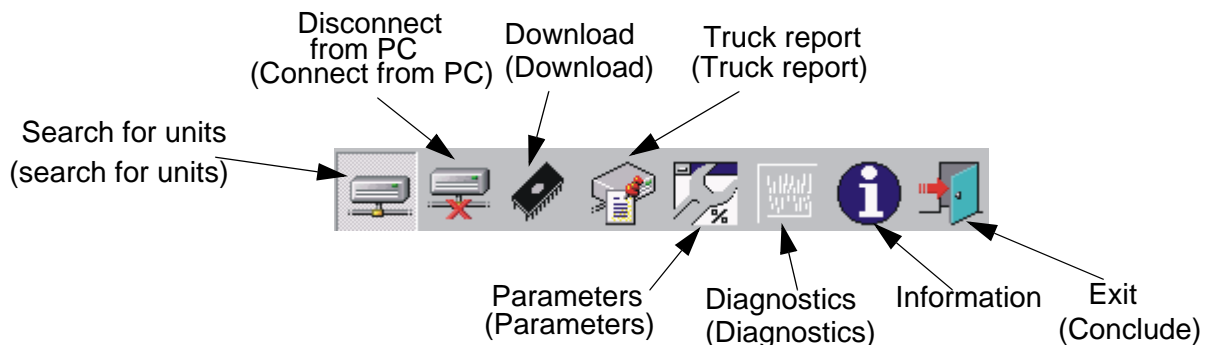 Disconnect
from PC
(Connect from PC)
Download
(Download)
Truck report
(Truck report)
Search for units
(search for units)
%
i
Parameters
(Parameters)
Diagnostics
(Diagnostics)
Information
Exit
(Conclude)